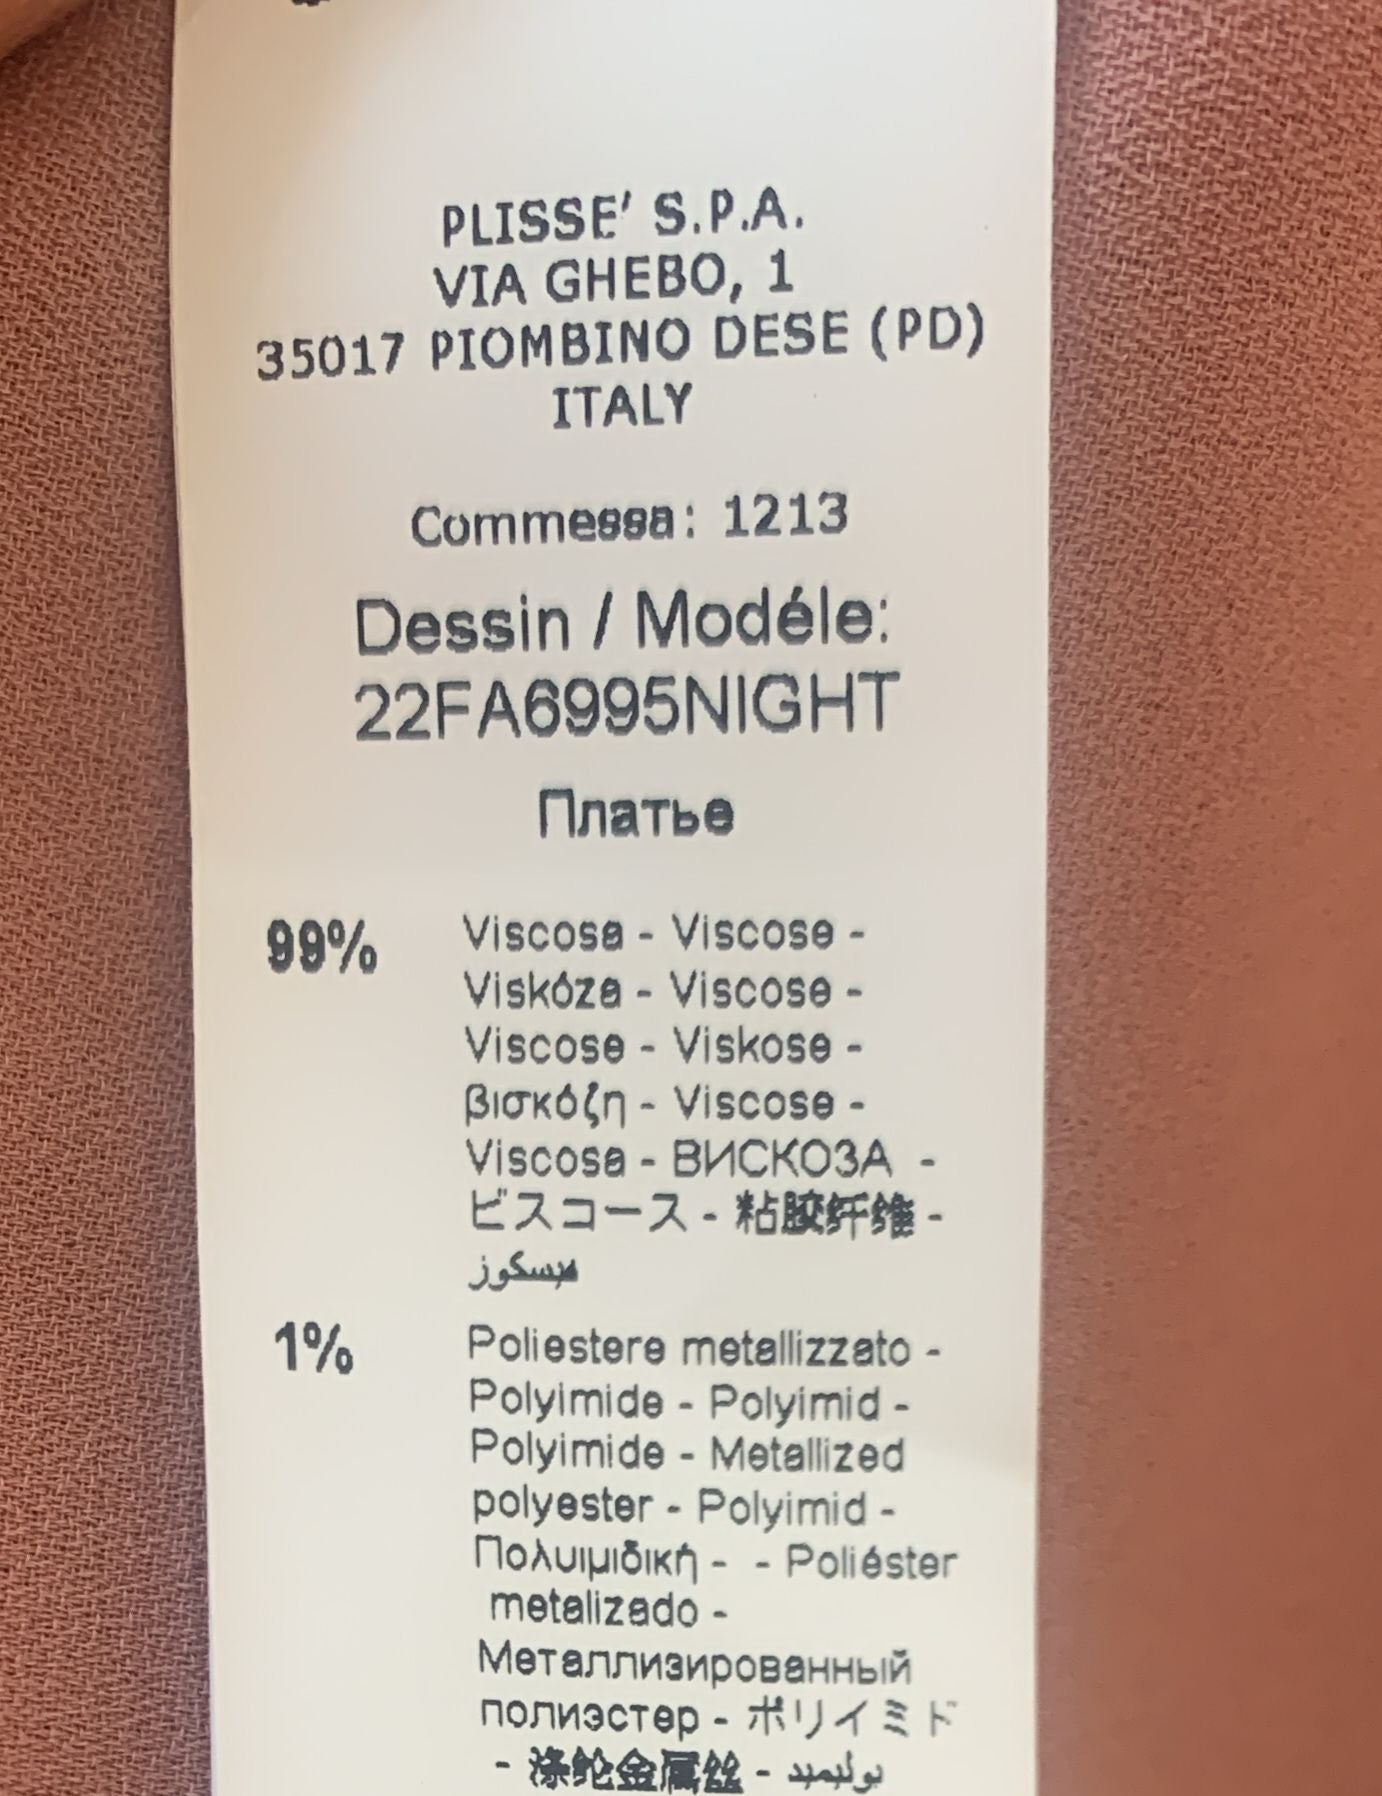 PLISSE' S.P.A.
VIA GHEBO, 1
35017 PIOMBINO DESE (PD)
ITALY
Commessa: 1213
Dessin / Modéle:
22FA6995NIGHT
Платье
99% Viscosa - Viscose -
Viskóza - Viscose -
Viscose - Viskose -
βισκόζη - Viscose -
Viscosa - ВИСКОЗА -
ビスコース - 粘胶纤维 -
فيسكوز
1% Poliestere metallizzato -
Polyimide - Polyimid -
Polyimide - Metallized
polyester - Polyimid -
Πολυιμιδική - - Poliéster
metalizado -
Металлизированный
полиэстер - ポリイミド
- 涤纶金属丝 - بوليميد